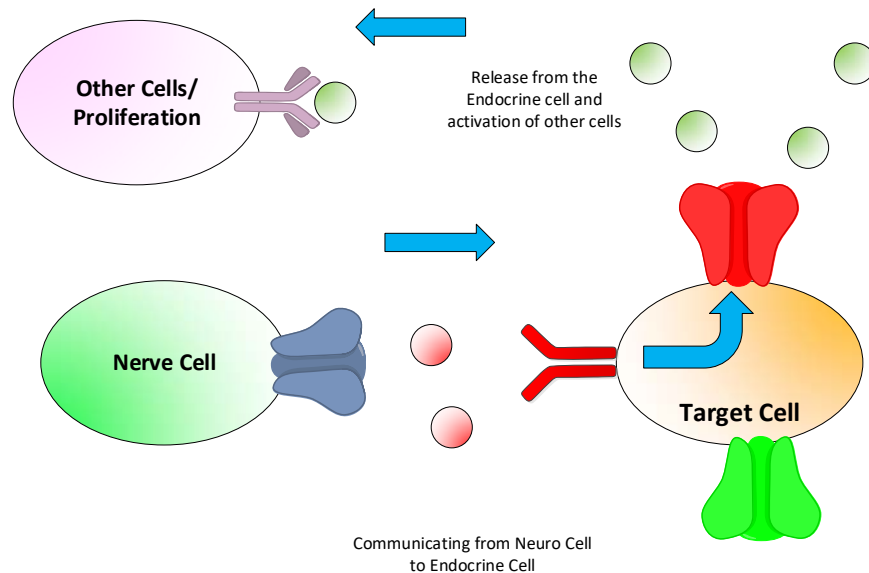 Other Cells/
Proliferation
Release from the
Endocrine cell and
activation of other cells
Nerve Cell
Target Cell
Communicating from Neuro Cell
to Endocrine Cell